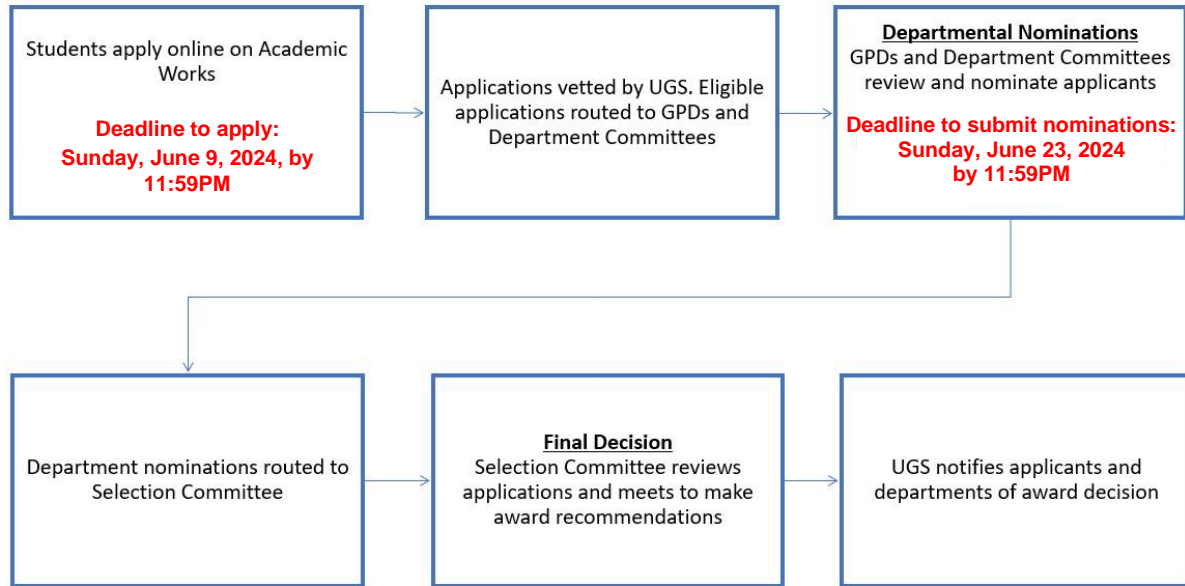 Students apply online on Academic
Works
Deadline to apply:
Sunday, June 9, 2024, by
11:59PM
Applications vetted by UGS. Eligible
applications routed to GPDs and
Department Committees
Departmental Nominations
GPDs and Department Committees
review and nominate applicants
Deadline to submit nominations:
Sunday, June 23, 2024
by 11:59PM
Department nominations routed to
Selection Committee
Final Decision
Selection Committee reviews
applications and meets to make
award recommendations
UGS notifies applicants and
departments of award decision